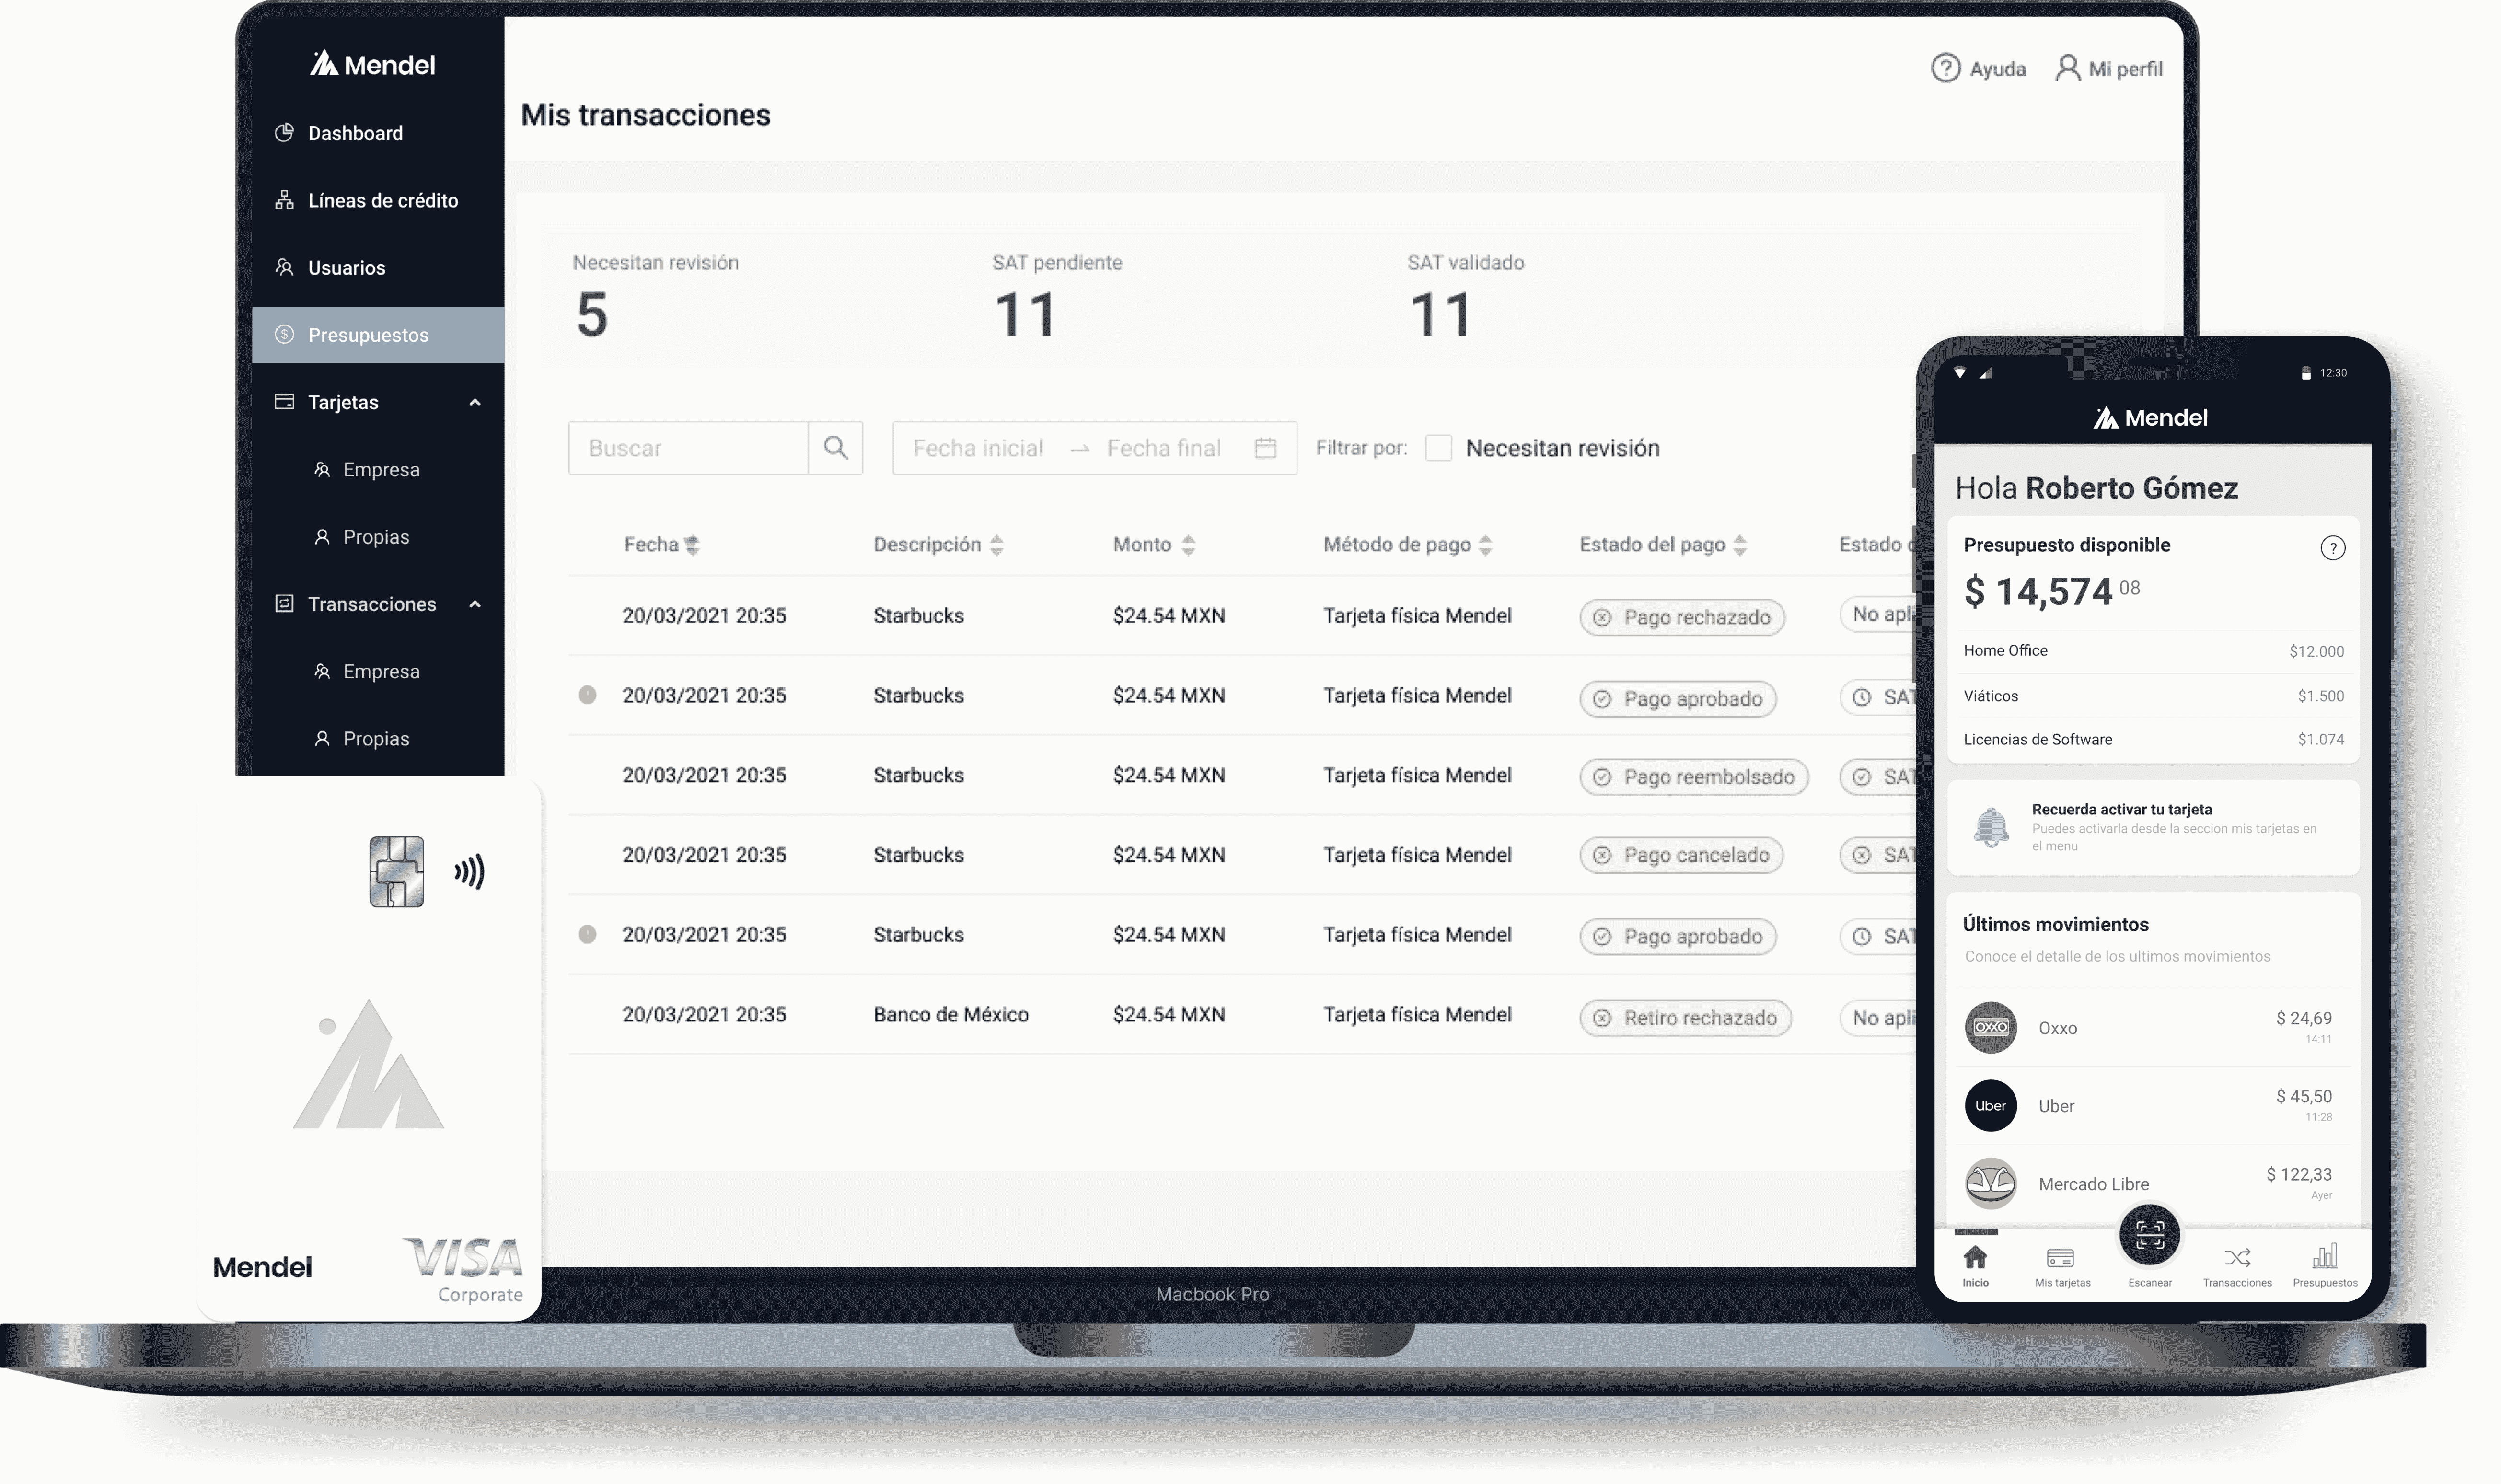 Mendel
Dashboard
Líneas de crédito
Usuarios
Presupuestos
Tarjetas
Empresa
Propias
Transacciones
Empresa
Propias
Ayuda Mi perfil
Mis transacciones
Necesitan revisión SAT pendiente SAT validado
5 11 11
Buscar Fecha inicial Fecha final Filtrar por: Necesitan revisión
Fecha Descripción Monto Método de pago Estado del pago Estado
20/03/2021 20:35 Starbucks $24.54 MXN Tarjeta física Mendel Pago rechazado No apli
20/03/2021 20:35 Starbucks $24.54 MXN Tarjeta física Mendel Pago aprobado SAT
20/03/2021 20:35 Starbucks $24.54 MXN Tarjeta física Mendel Pago reembolsado SAT
20/03/2021 20:35 Starbucks $24.54 MXN Tarjeta física Mendel Pago cancelado SAT
20/03/2021 20:35 Starbucks $24.54 MXN Tarjeta física Mendel Pago aprobado SAT
20/03/2021 20:35 Banco de México $24.54 MXN Tarjeta física Mendel Retiro rechazado No apli
Macbook Pro
Mendel VISA
Corporate
12:30
Mendel
Hola Roberto Gómez
Presupuesto disponible ?
$ 14,574 08
Home Office $12.000
Viáticos $1.500
Licencias de Software $1.074
Recuerda activar tu tarjeta
Puedes activarla desde la seccion mis tarjetas en
el menu
Últimos movimientos
Conoce el detalle de los ultimos movimientos
OXXO Oxxo $ 24,69
14:11
Uber Uber $ 45,50
11:28
Mercado Libre $ 122,33
Ayer
Inicio Mis tarjetas Escanear Transacciones Presupuestos